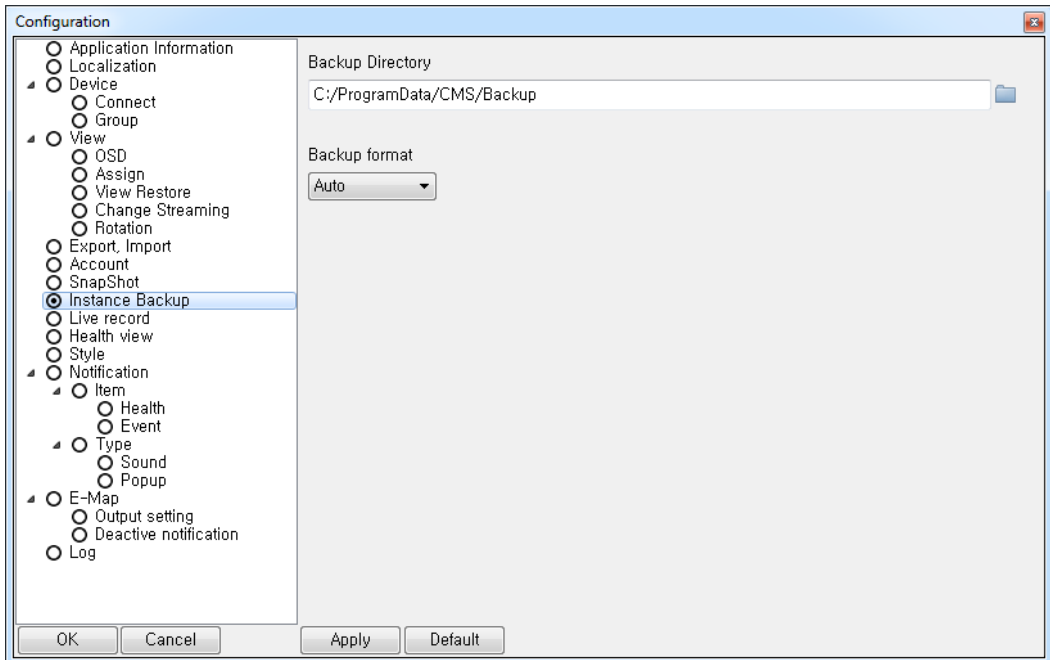 Configuration
Application Information
Localization
Device
Connect
Group
View
OSD
Assign
View Restore
Change Streaming
Rotation
Export, Import
Account
SnapShot
Instance Backup
Live record
Health view
Style
Notification
Item
Health
Event
Type
Sound
Popup
E-Map
Output setting
Deactive notification
Log
OK
Cancel
Backup Directory
C:/ProgramData/CMS/Backup
Backup format
Auto
Apply
Default